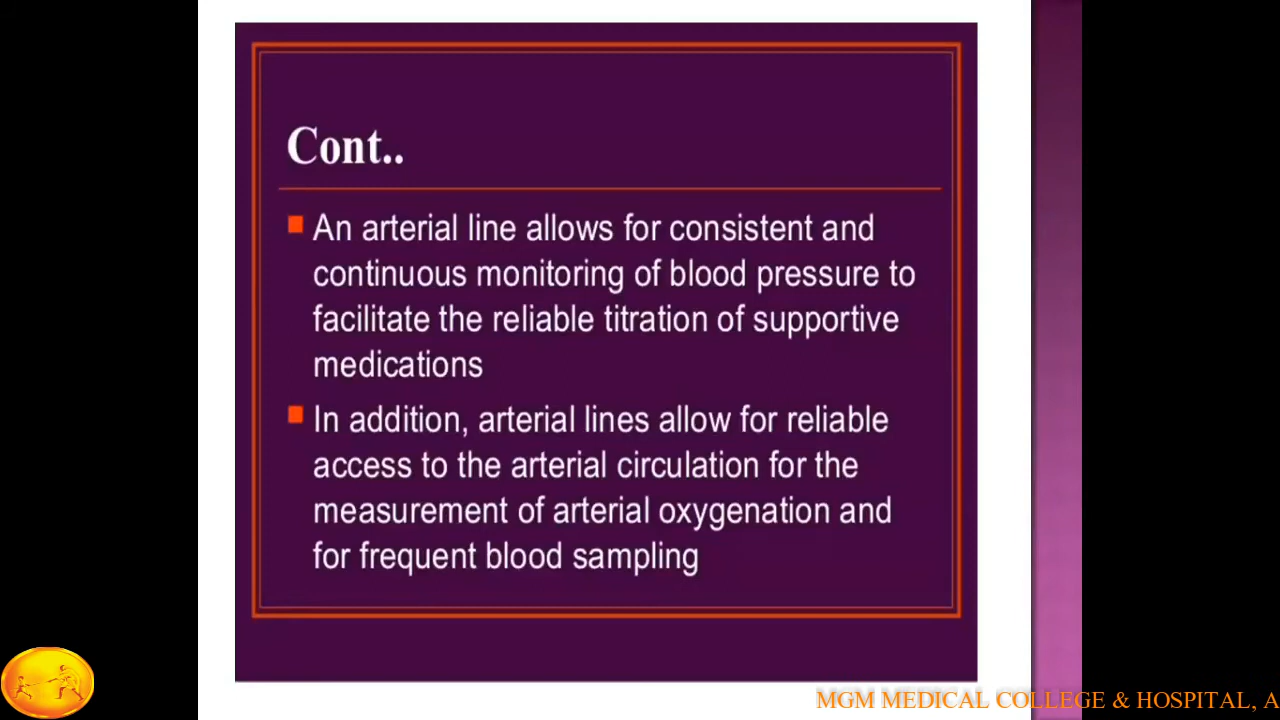 Cont..
An arterial line allows for consistent and
continuous monitoring of blood pressure to
facilitate the reliable titration of supportive
medications
In addition, arterial lines allow for reliable
access to the arterial circulation for the
measurement of arterial oxygenation and
for frequent blood sampling
MGM MEDICAL COLLEGE & HOSPITAL, A